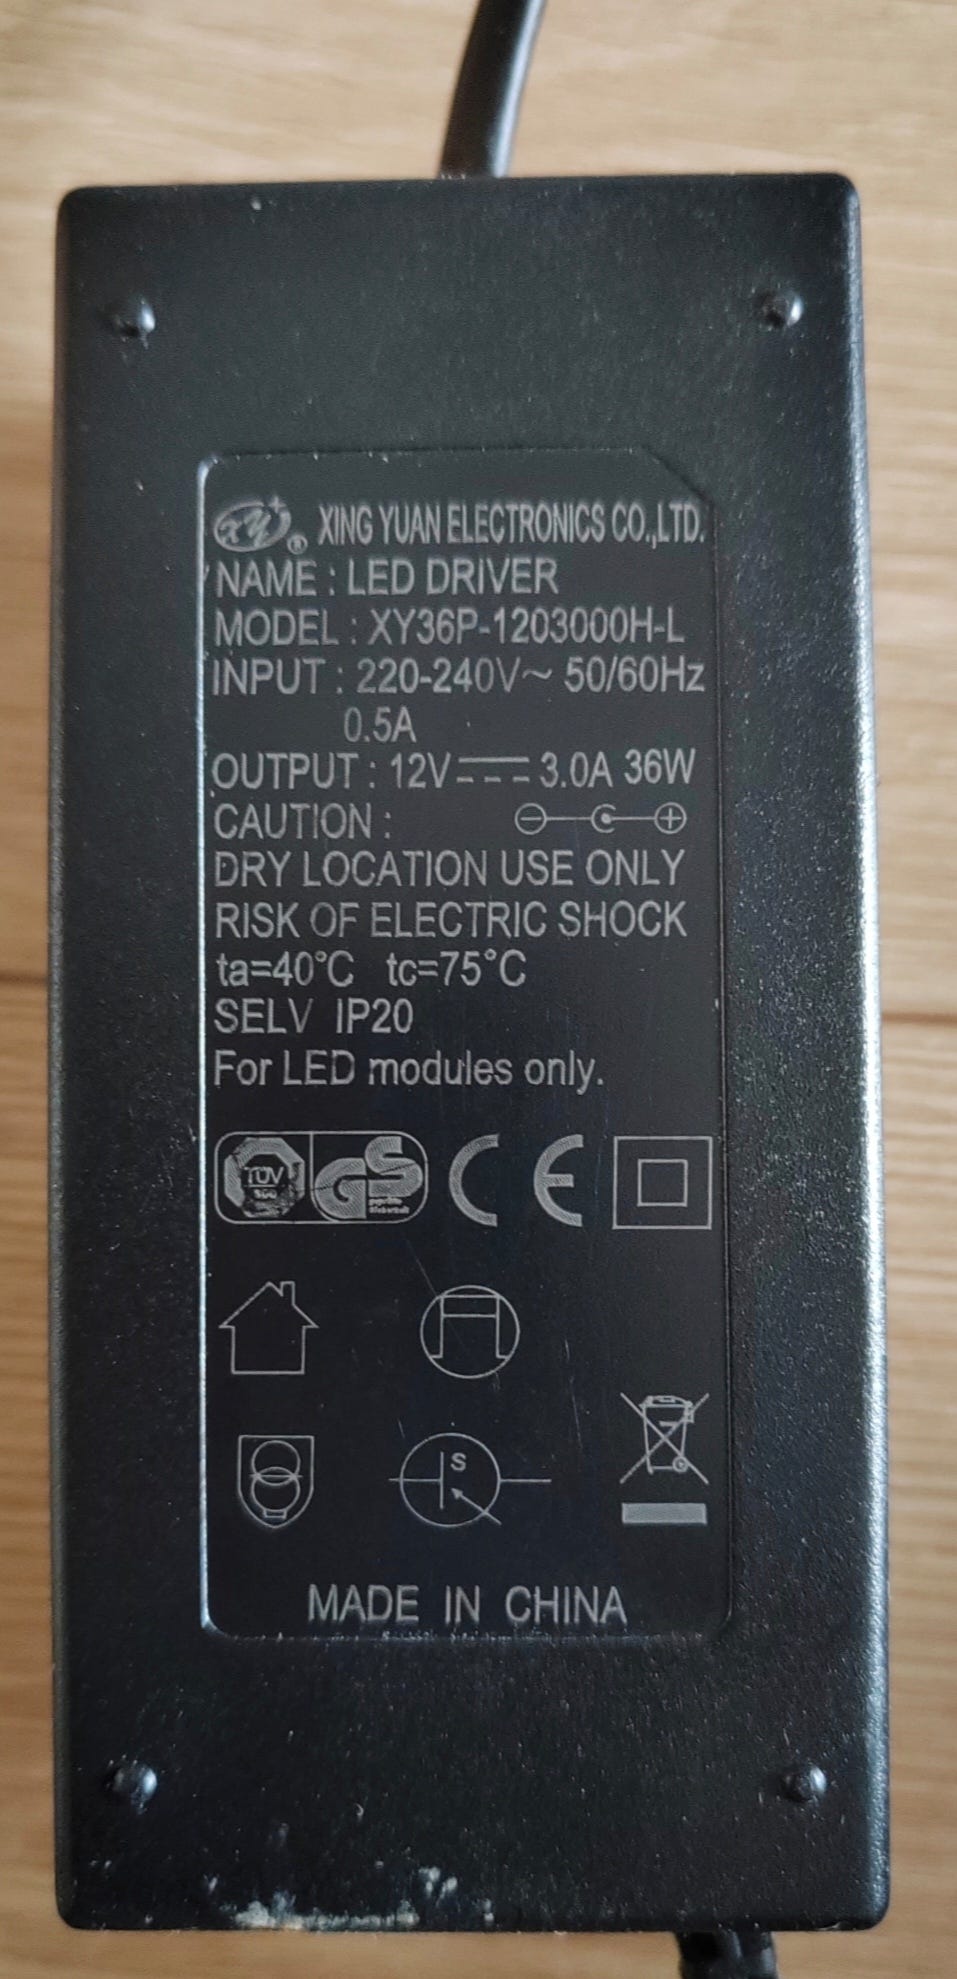 XY ® XING YUAN ELECTRONICS CO.,LTD.
NAME : LED DRIVER
MODEL : XY36P-1203000H-L
INPUT : 220-240V~ 50/60Hz
0.5A
OUTPUT : 12V⎓3.0A 36W
CAUTION :
DRY LOCATION USE ONLY
RISK OF ELECTRIC SHOCK
ta=40°C tc=75°C
SELV IP20
For LED modules only.
TÜV GS CE
S
MADE IN CHINA